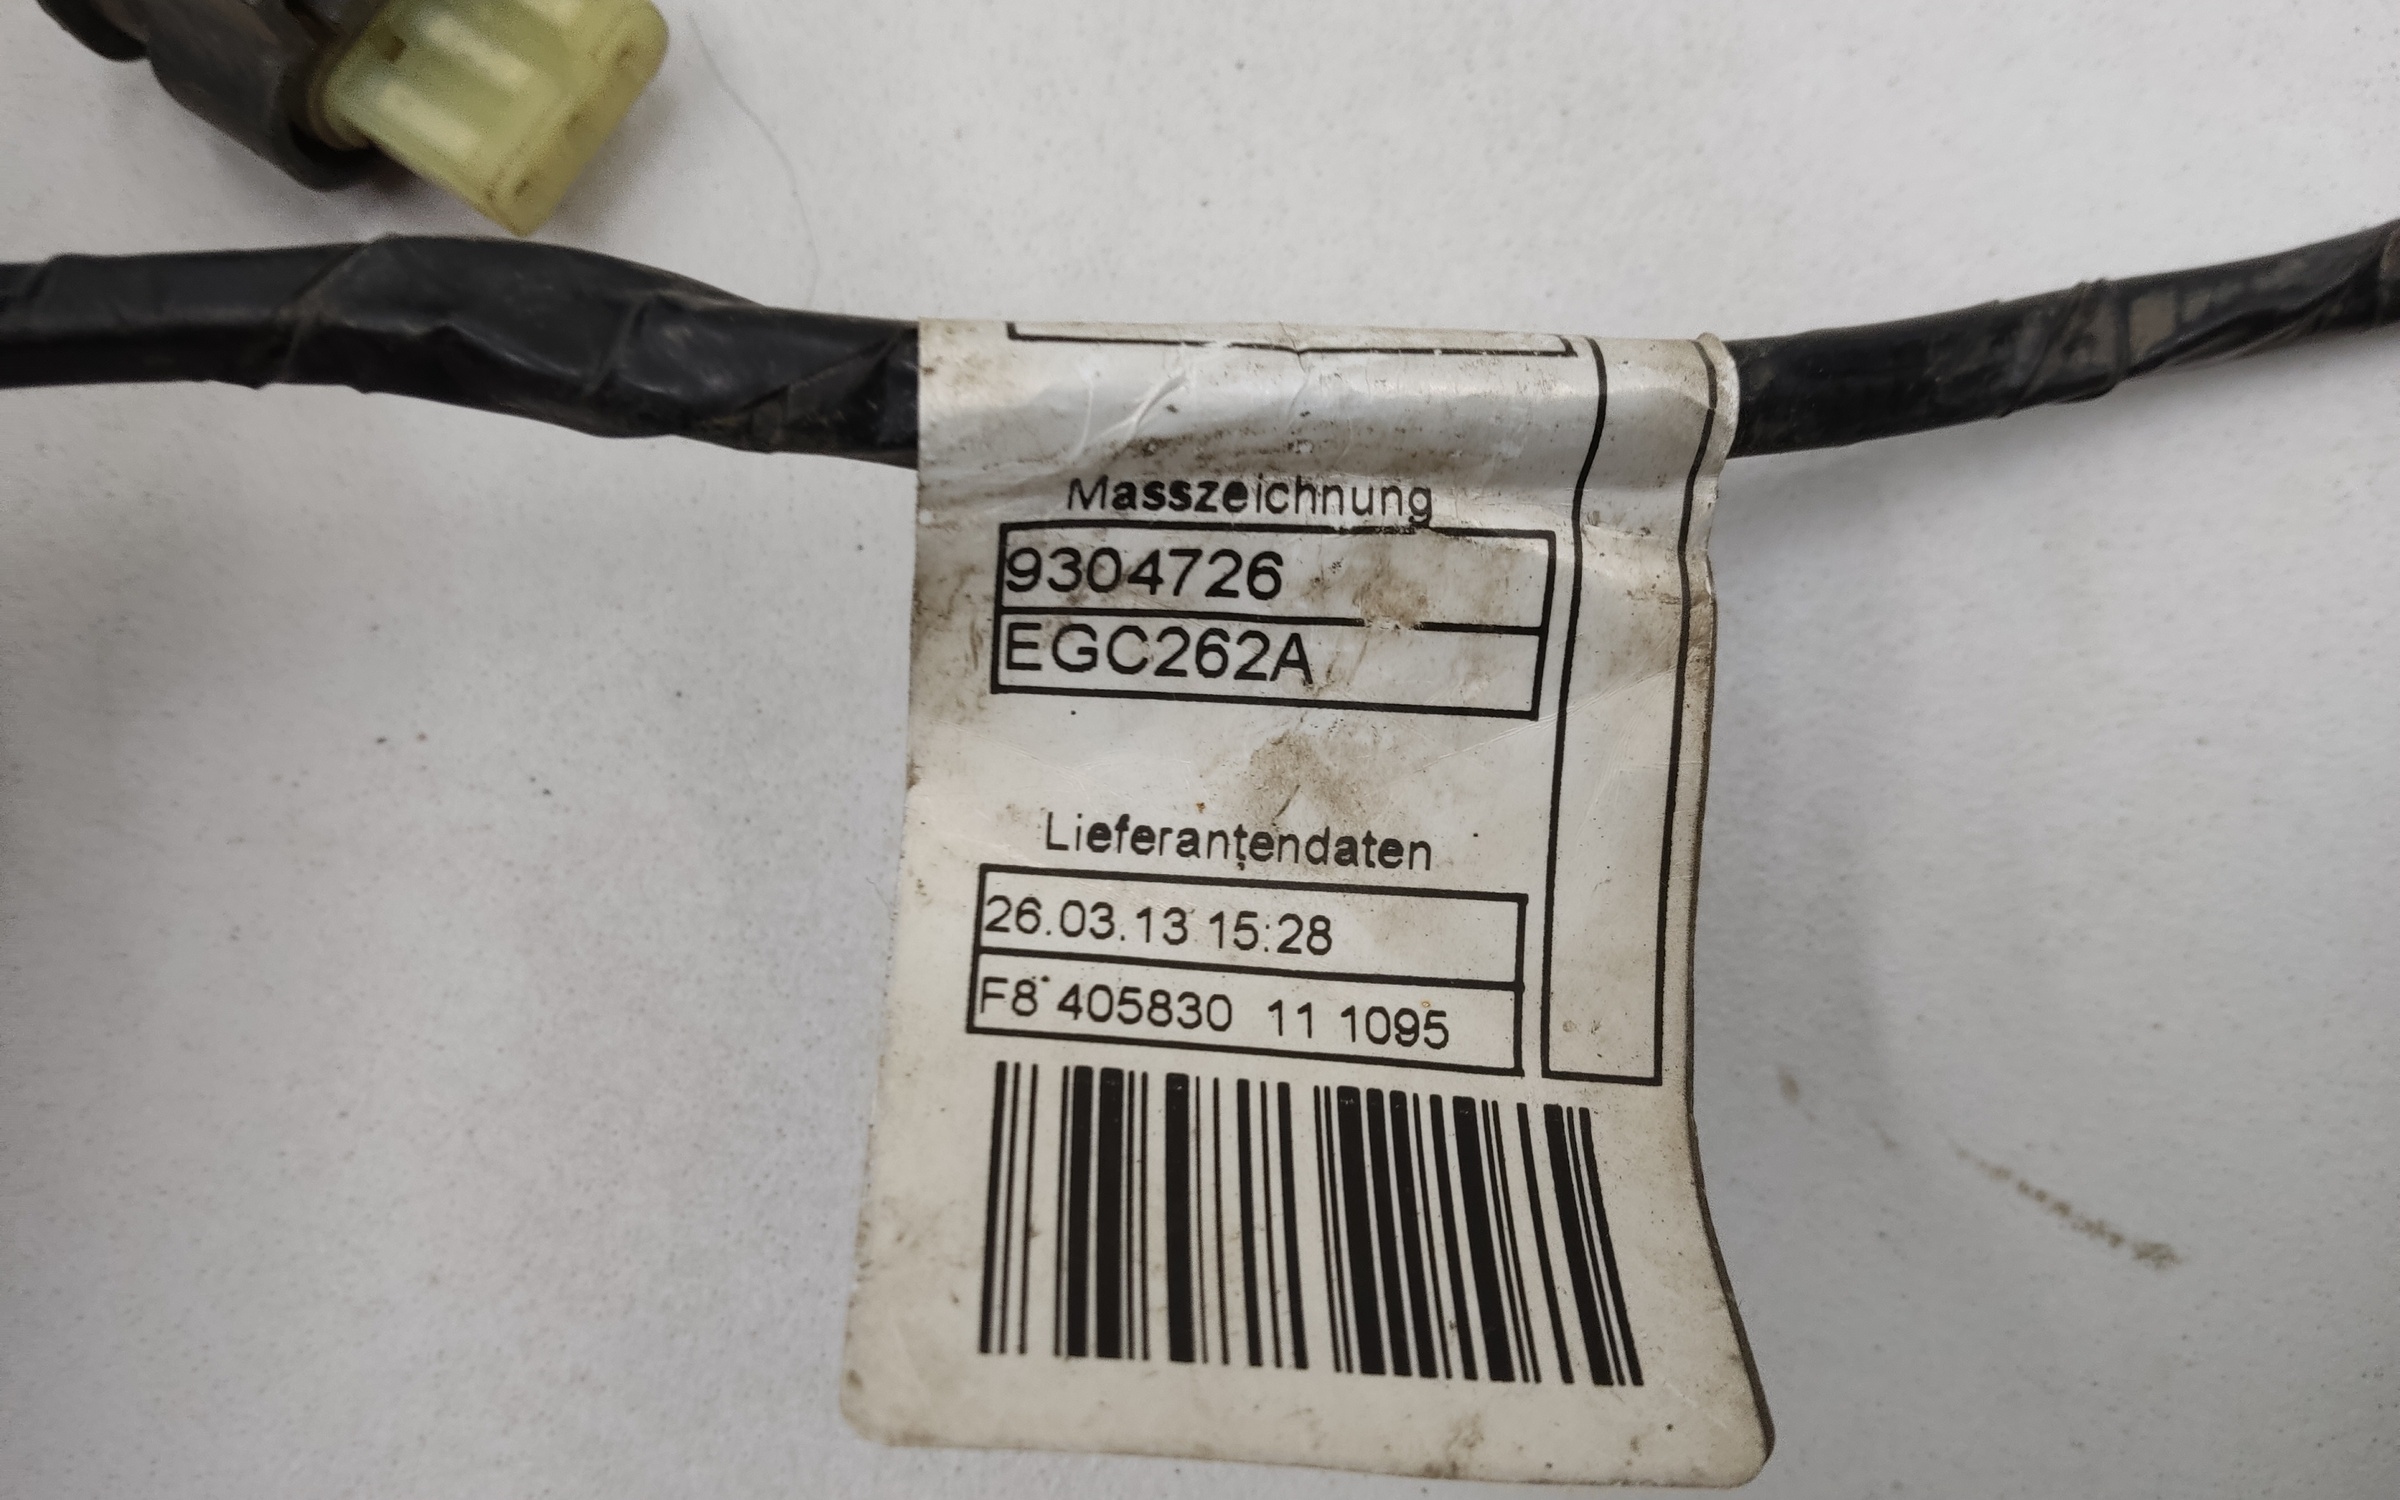 Masszeichnung
9304726
EGC262A
Lieferantendaten
26.03.13 15:28
F8 405830 11 1095